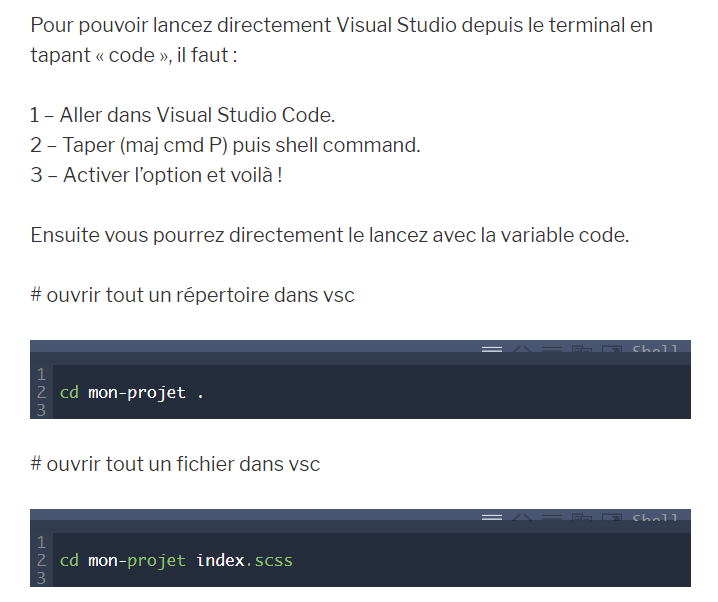 Pour pouvoir lancez directement Visual Studio depuis le terminal en
tapant « code », il faut :
1 – Aller dans Visual Studio Code.
2 – Taper (maj cmd P) puis shell command.
3 – Activer l’option et voilà !
Ensuite vous pourrez directement le lancez avec la variable code.
# ouvrir tout un répertoire dans vsc
Shell
1
2 cd mon-projet .
3
# ouvrir tout un fichier dans vsc
Shell
1
2 cd mon-projet index.scss
3